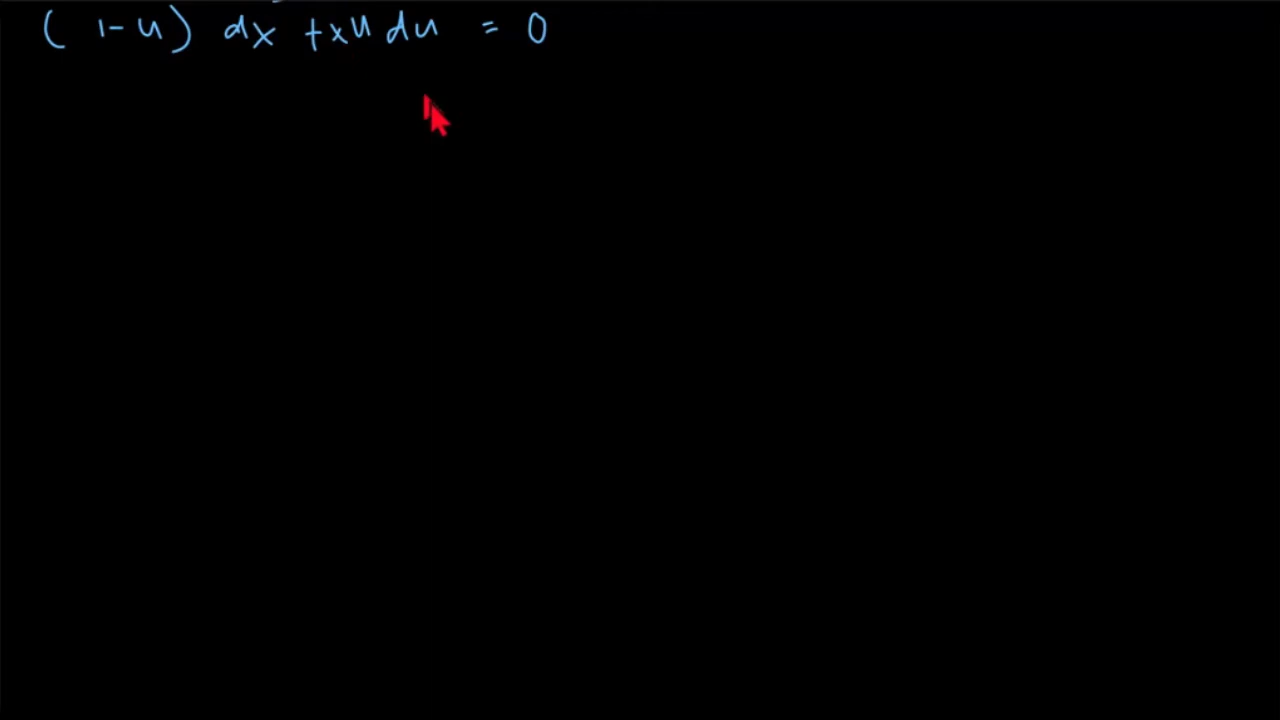 (1-u) dx + xu du = 0